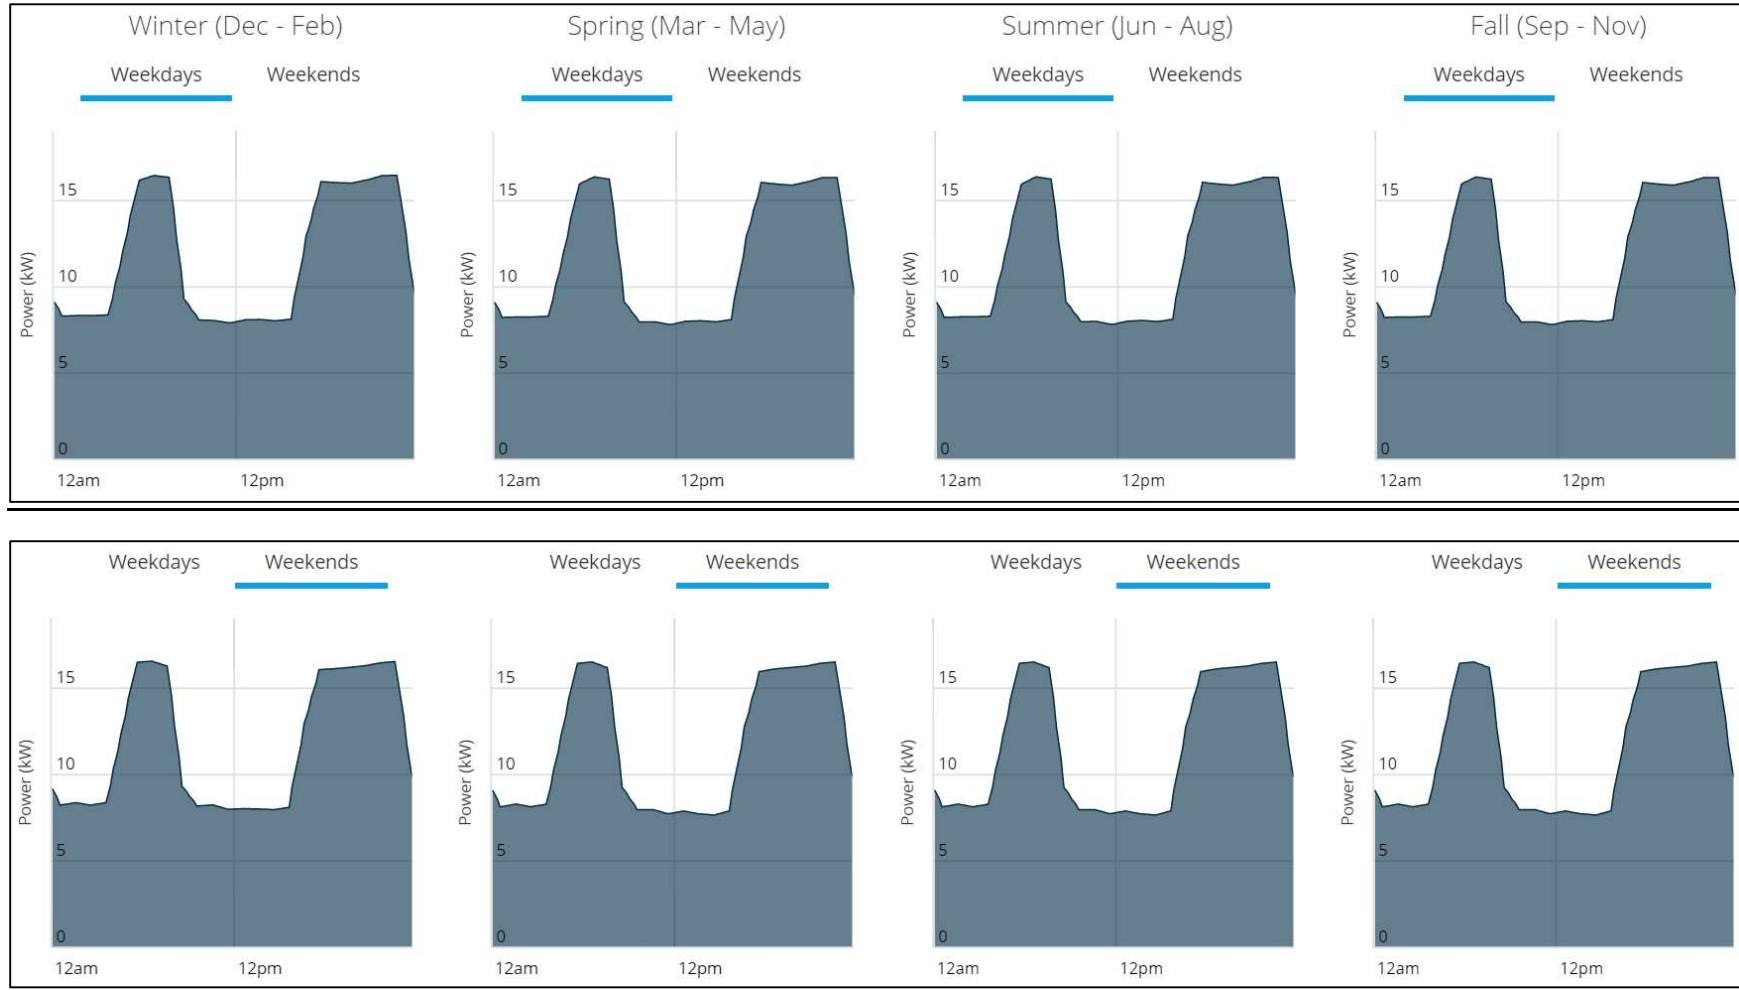 Winter (Dec - Feb)
Spring (Mar - May)
Summer (Jun - Aug)
Fall (Sep - Nov)
Weekdays Weekends
Weekdays Weekends
Weekdays Weekends
Weekdays Weekends
Power (kW)
15
10
5
0
12am 12pm
Power (kW)
15
10
5
0
12am 12pm
Power (kW)
15
10
5
0
12am 12pm
Power (kW)
15
10
5
0
12am 12pm
Weekdays Weekends
Weekdays Weekends
Weekdays Weekends
Weekdays Weekends
Power (kW)
15
10
5
0
12am 12pm
Power (kW)
15
10
5
0
12am 12pm
Power (kW)
15
10
5
0
12am 12pm
Power (kW)
15
10
5
0
12am 12pm